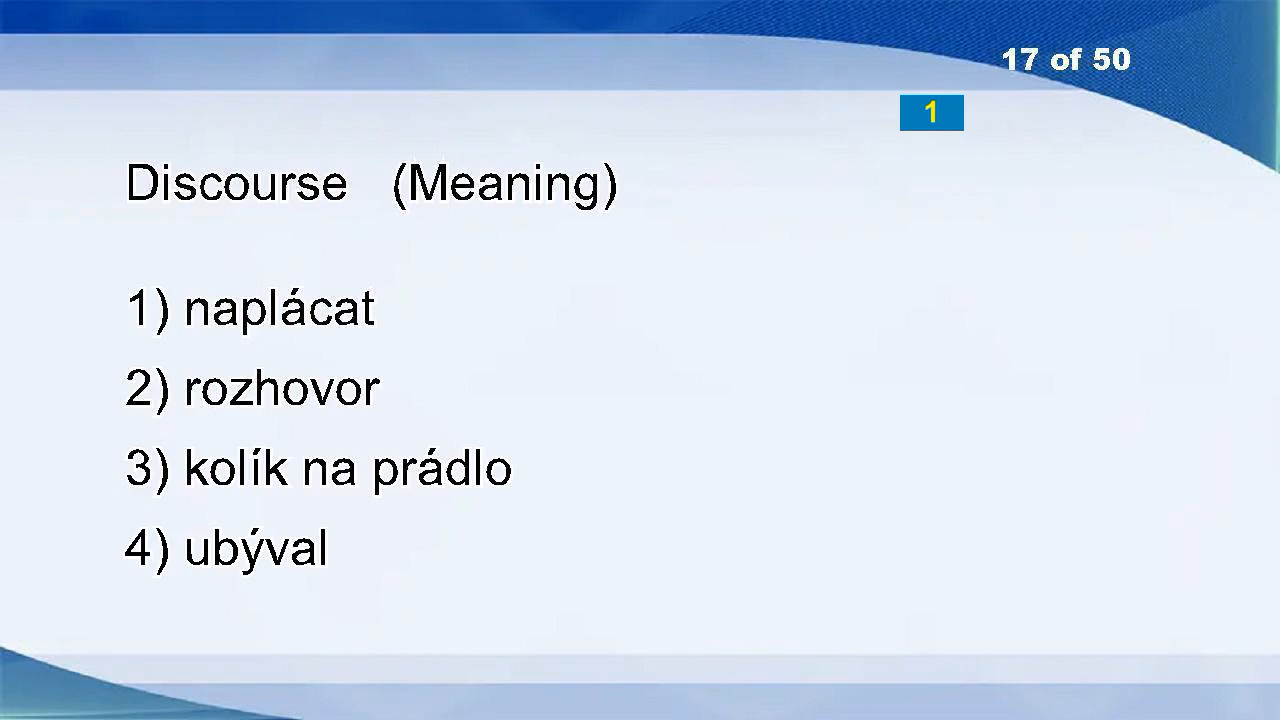 17 of 50
1
Discourse (Meaning)
1) naplácat
2) rozhovor
3) kolík na prádlo
4) ubýval